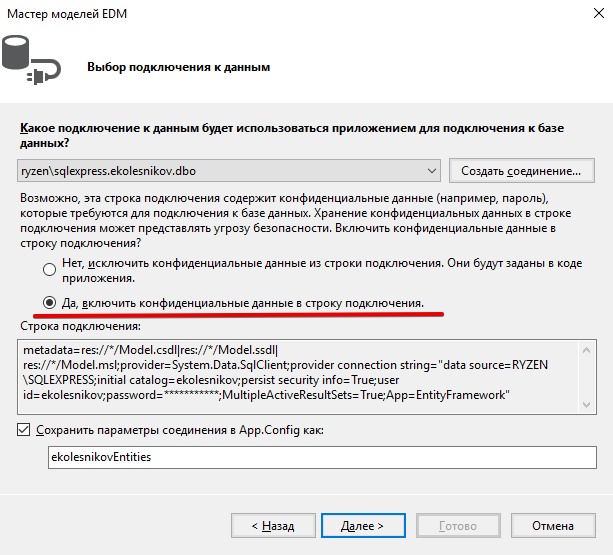 Мастер моделей EDM
Выбор подключения к данным
Какое подключение к данным будет использоваться приложением для подключения к базе
данных?
ryzen\sqlexpress.ekolesnikov.dbo
Создать соединение...
Возможно, эта строка подключения содержит конфиденциальные данные (например, пароль),
которые требуются для подключения к базе данных. Хранение конфиденциальных данных в строке
подключения может представлять угрозу безопасности. Включить конфиденциальные данные в
строку подключения?
Нет, исключить конфиденциальные данные из строки подключения. Они будут заданы в коде
приложения.
Да, включить конфиденциальные данные в строку подключения.
Строка подключения:
metadata=res://*/Model.csdl|res://*/Model.ssdl|
res://*/Model.msl;provider=System.Data.SqlClient;provider connection string="data source=RYZEN
\SQLEXPRESS;initial catalog=ekolesnikov;persist security info=True;user
id=ekolesnikov;password=***********;MultipleActiveResultSets=True;App=EntityFramework"
Сохранить параметры соединения в App.Config как:
ekolesnikovEntities
< Назад
Далее >
Готово
Отмена